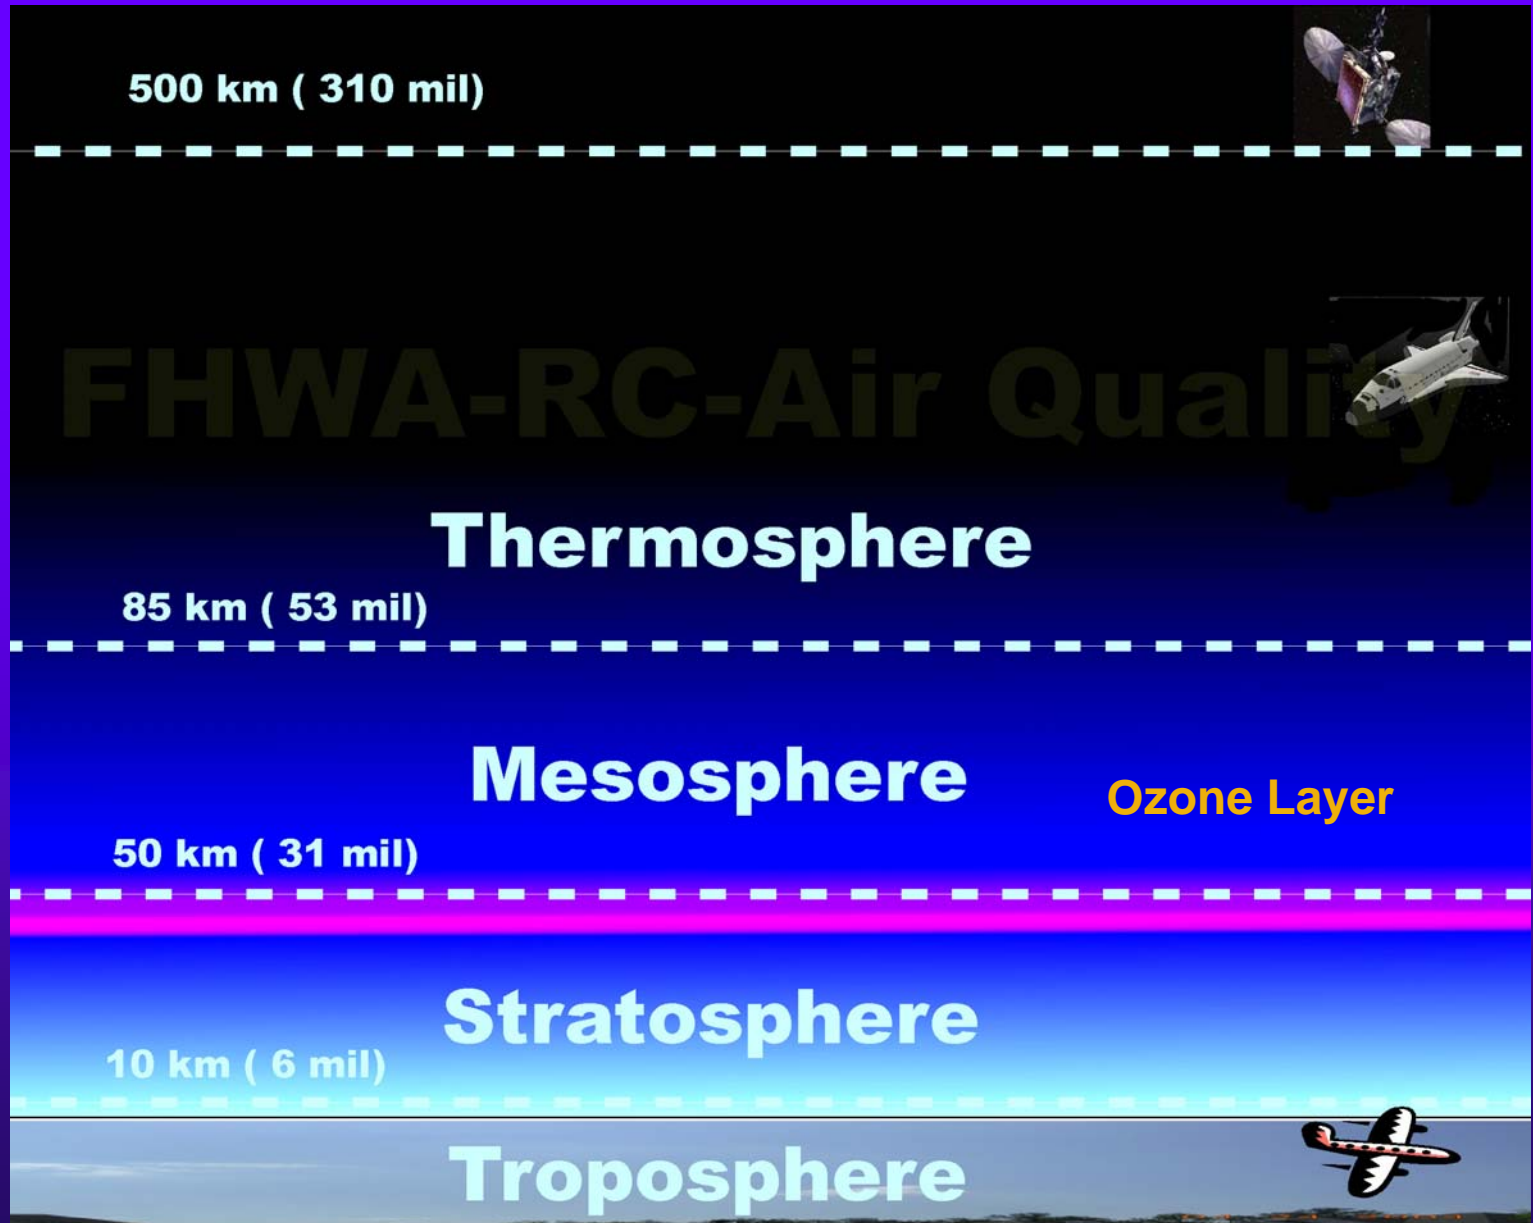 500 km ( 310 mil)
FHWA-RC-Air Quality
Thermosphere
85 km ( 53 mil)
Mesosphere
Ozone Layer
50 km ( 31 mil)
Stratosphere
10 km ( 6 mil)
Troposphere